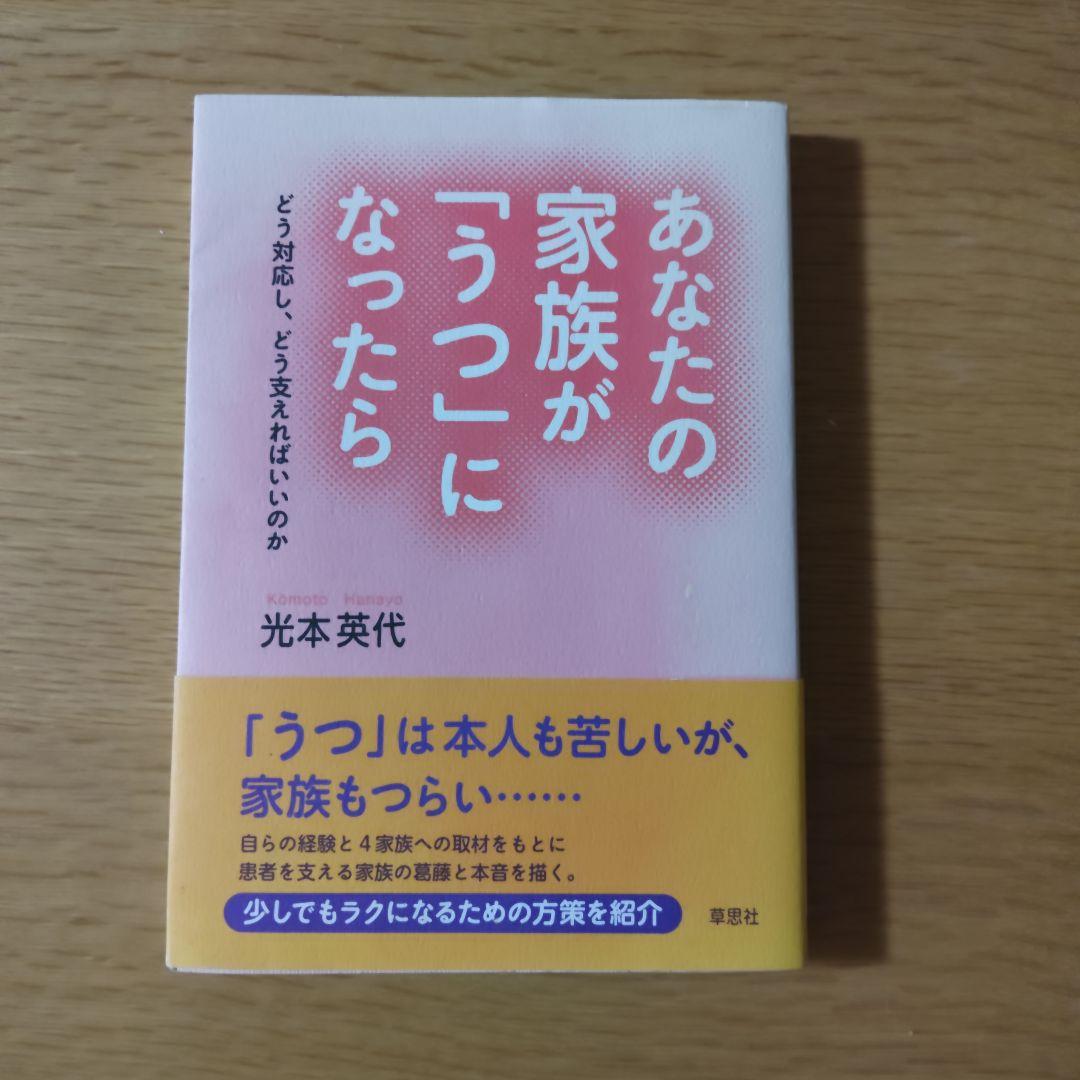 あなたの
家族が
「うつ」に
なったら
どう対応し、どう支えればいいのか
Kōmoto Hanayo
光本英代
「うつ」は本人も苦しいが、
家族もつらい……
自らの経験と4家族への取材をもとに
患者を支える家族の葛藤と本音を描く。
少しでもラクになるための方策を紹介
草思社